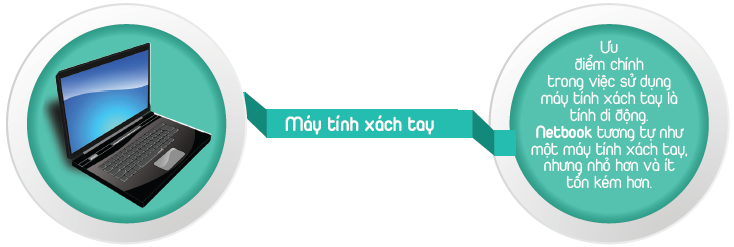 Máy tính xách tay
Ưu
điểm chính
trong việc sử dụng
máy tính xách tay là
tính di động.
Netbook tương tự như
một máy tính xách tay,
nhưng nhỏ hơn và ít
tốn kém hơn.